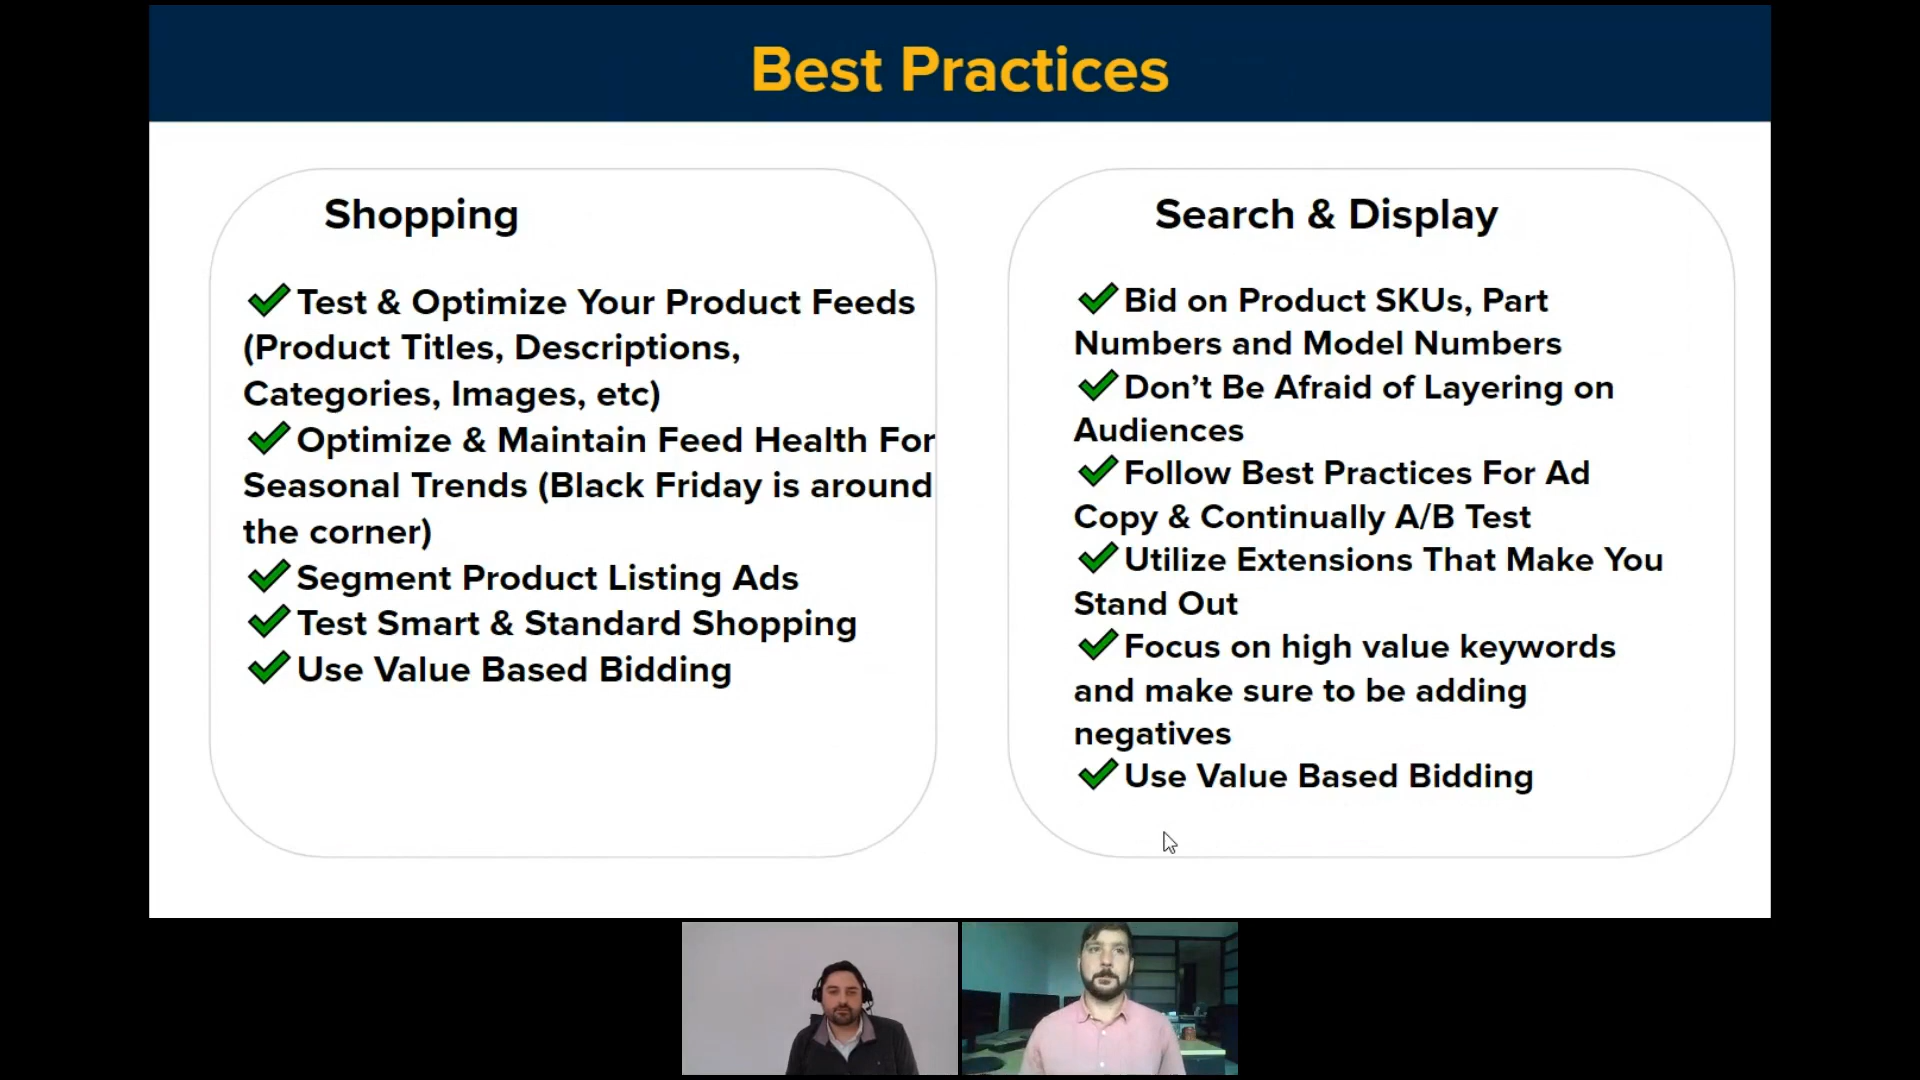 Best Practices
Shopping
Test & Optimize Your Product Feeds
(Product Titles, Descriptions,
Categories, Images, etc)
Optimize & Maintain Feed Health For
Seasonal Trends (Black Friday is around
the corner)
Segment Product Listing Ads
Test Smart & Standard Shopping
Use Value Based Bidding
Search & Display
Bid on Product SKUs, Part
Numbers and Model Numbers
Don’t Be Afraid of Layering on
Audiences
Follow Best Practices For Ad
Copy & Continually A/B Test
Utilize Extensions That Make You
Stand Out
Focus on high value keywords
and make sure to be adding
negatives
Use Value Based Bidding